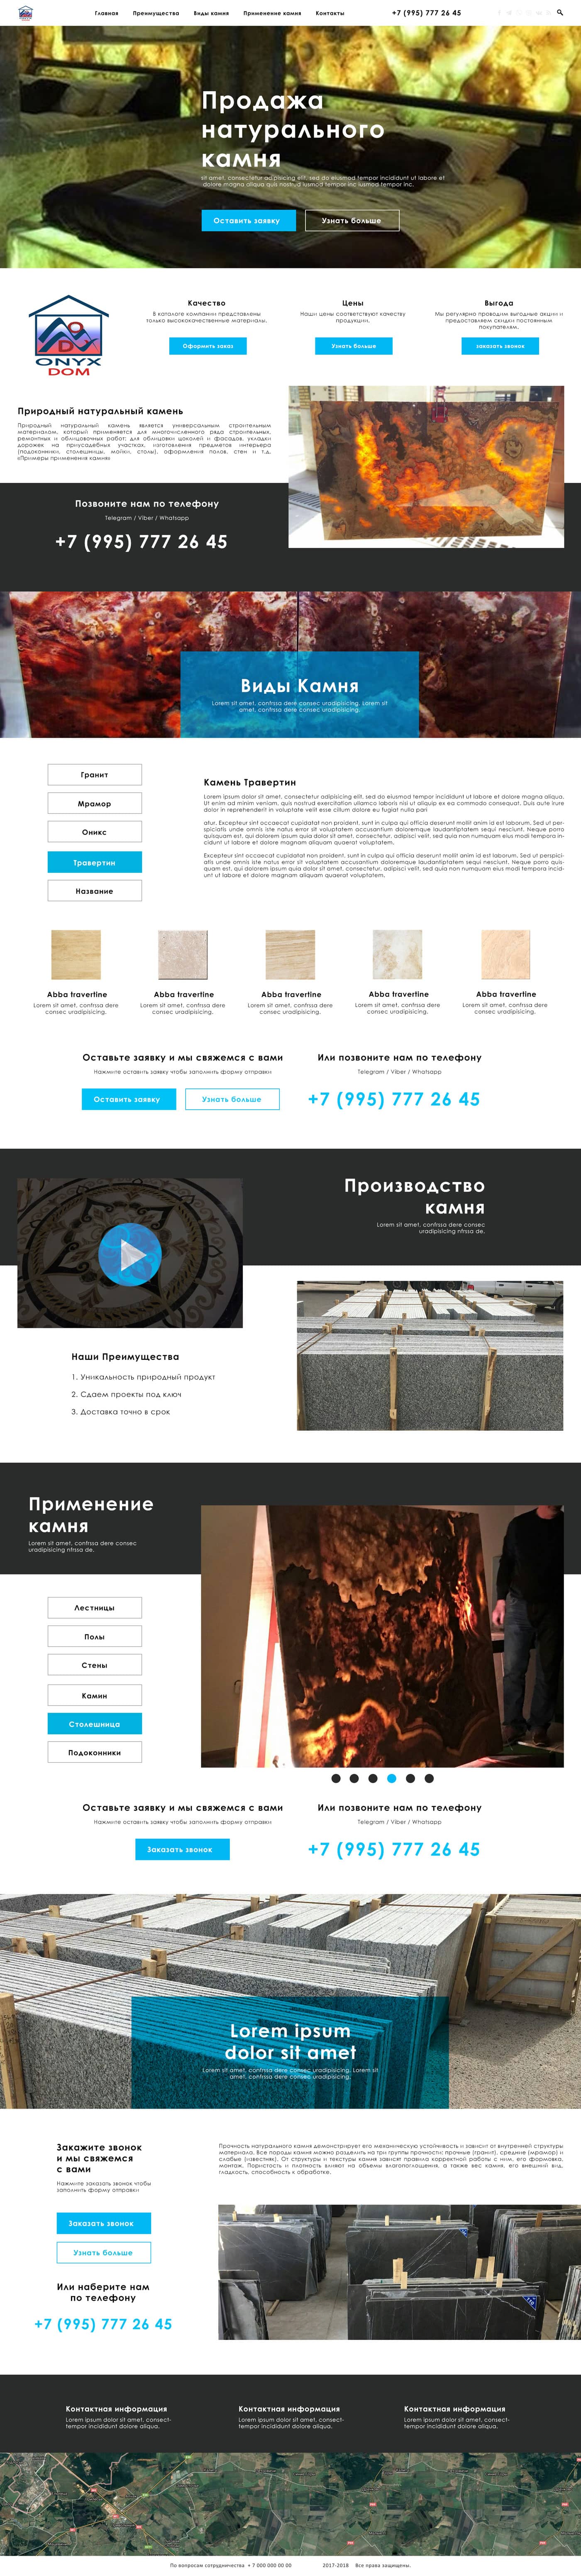 Главная Преимущества Виды камня Применение камня Контакты +7 (995) 777 26 45
Продажа
натурального
камня
sit amet, consectetur adipisicing elit, sed do eiusmod tempor incididunt ut labore et
dolore magna aliqua quis nostrud iusmod tempor inc iusmod tempor inc.
Оставить заявку Узнать больше
ONYX
DOM
Качество
В каталоге компании представлены
только высококачественные материалы.
Оформить заказ
Цены
Наши цены соответствуют качеству
продукции.
Узнать больше
Выгода
Мы регулярно проводим выгодные акции и
предоставляем скидки постоянным
покупателям.
заказать звонок
Природный натуральный камень
Природный натуральный камень является универсальным строительным
материалом, который применяется для многочисленного ряда строительных,
ремонтных и облицовочных работ: для облицовки цоколей и фасадов, укладки
дорожек на приусадебных участках, изготовления предметов интерьера
(подоконники, столешницы, мойки, столы), оформления полов, стен и т.д.
«Примеры применения камня»
Позвоните нам по телефону
Telegram / Viber / Whatsapp
+7 (995) 777 26 45
Виды Камня
Lorem sit amet, confrssa dere consec uradipisicing. Lorem sit
amet, confrssa dere consec uradipisicing.
Гранит
Мрамор
Оникс
Травертин
Название
Камень Травертин
Lorem ipsum dolor sit amet, consectetur adipisicing elit, sed do eiusmod tempor incididunt ut labore et dolore magna aliqua.
Ut enim ad minim veniam, quis nostrud exercitation ullamco laboris nisi ut aliquip ex ea commodo consequat. Duis aute irure
dolor in reprehenderit in voluptate velit esse cillum dolore eu fugiat nulla pari
atur. Excepteur sint occaecat cupidatat non proident, sunt in culpa qui officia deserunt mollit anim id est laborum. Sed ut per-
spiciatis unde omnis iste natus error sit voluptatem accusantium doloremque laudantiptatem sequi nesciunt. Neque porro
quisquam est, qui dolorem ipsum quia dolor sit amet, consectetur, adipisci velit, sed quia non numquam eius modi tempora in-
cidunt ut labore et dolore magnam aliquam quaerat voluptatem.
Excepteur sint occaecat cupidatat non proident, sunt in culpa qui officia deserunt mollit anim id est laborum. Sed ut perspici-
atis unde omnis iste natus error sit voluptatem accusantium doloremque laudantiptatem sequi nesciunt. Neque porro quis-
quam est, qui dolorem ipsum quia dolor sit amet, consectetur, adipisci velit, sed quia non numquam eius modi tempora incid-
unt ut labore et dolore magnam aliquam quaerat voluptatem.
Abba travertine Abba travertine Abba travertine Abba travertine Abba travertine
Lorem sit amet, confrssa dere Lorem sit amet, confrssa dere Lorem sit amet, confrssa dere Lorem sit amet, confrssa dere Lorem sit amet, confrssa dere
consec uradipisicing. consec uradipisicing. consec uradipisicing. consec uradipisicing. consec uradipisicing.
Оставьте заявку и мы свяжемся с вами
Нажмите оставить заявку чтобы заполнить форму отправки
Оставить заявку Узнать больше
Или позвоните нам по телефону
Telegram / Viber / Whatsapp
+7 (995) 777 26 45
Производство
камня
Lorem sit amet, confrssa dere consec
uradipisicing nfrssa de.
Наши Преимущества
1. Уникальность природный продукт
2. Сдаем проекты под ключ
3. Доставка точно в срок
Применение
камня
Lorem sit amet, confrssa dere consec
uradipisicing nfrssa de.
Лестницы
Полы
Стены
Камин
Столешница
Подоконники
Оставьте заявку и мы свяжемся с вами
Нажмите оставить заявку чтобы заполнить форму отправки
Заказать звонок
Или позвоните нам по телефону
Telegram / Viber / Whatsapp
+7 (995) 777 26 45
Lorem ipsum
dolor sit amet
Lorem sit amet, confrssa dere consec uradipisicing. Lorem sit
amet, confrssa dere consec uradipisicing.
Закажите звонок
и мы свяжемся
с вами
Нажмите заказать звонок чтобы
заполнить форму отправки
Заказать звонок
Узнать больше
Или наберите нам
по телефону
+7 (995) 777 26 45
Прочность натурального камня демонстрирует его механическую устойчивость и зависит от внутренней структуры
материала. Все породы камня можно разделить на три группы прочности: прочные (гранит), средние (мрамор) и
слабые (известняк). От структуры и текстуры камня зависят правила корректной работы с ним, его формовка,
монтаж. Пористость и плотность влияют на объемы влагопоглощения, а также вес камня, его внешний вид,
гладкость, способность к обработке.
Контактная информация Контактная информация Контактная информация
Lorem ipsum dolor sit amet, consect- Lorem ipsum dolor sit amet, consect- Lorem ipsum dolor sit amet, consect-
tempor incididunt dolore aliqua. tempor incididunt dolore aliqua. tempor incididunt dolore aliqua.
По вопросам сотрудничества + 7 000 000 00 00 2017-2018 Все права защищены.